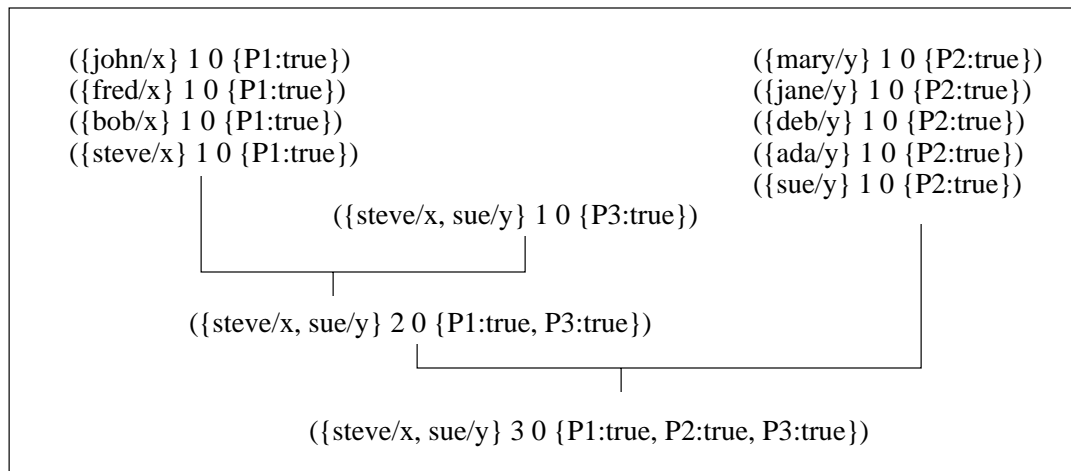 ({john/x} 1 0 {P1:true})
({fred/x} 1 0 {P1:true})
({bob/x} 1 0 {P1:true})
({steve/x} 1 0 {P1:true})
({mary/y} 1 0 {P2:true})
({jane/y} 1 0 {P2:true})
({deb/y} 1 0 {P2:true})
({ada/y} 1 0 {P2:true})
({sue/y} 1 0 {P2:true})
({steve/x, sue/y} 1 0 {P3:true})
({steve/x, sue/y} 2 0 {P1:true, P3:true})
({steve/x, sue/y} 3 0 {P1:true, P2:true, P3:true})